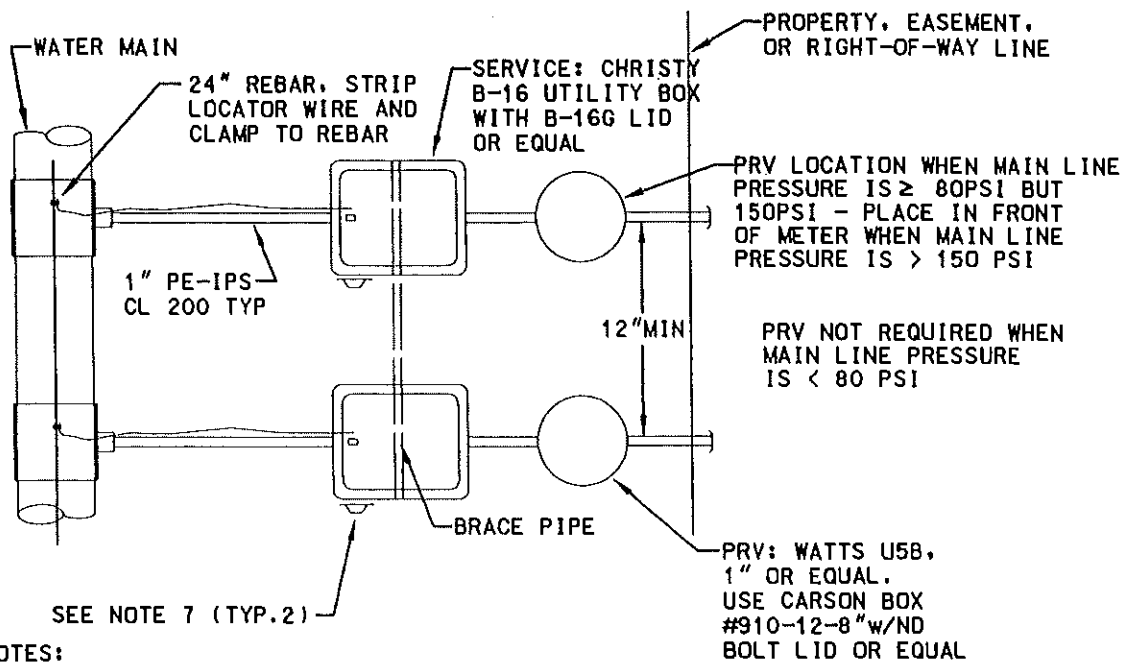 WATER MAIN
24" REBAR, STRIP
LOCATOR WIRE AND
CLAMP TO REBAR
SERVICE: CHRISTY
B-16 UTILITY BOX
WITH B-16G LID
OR EQUAL
PROPERTY, EASEMENT,
OR RIGHT-OF-WAY LINE
PRV LOCATION WHEN MAIN LINE
PRESSURE IS ≥ 80PSI BUT
150PSI - PLACE IN FRONT
OF METER WHEN MAIN LINE
PRESSURE IS > 150 PSI
1" PE-IPS
CL 200 TYP
12"MIN
PRV NOT REQUIRED WHEN
MAIN LINE PRESSURE
IS < 80 PSI
BRACE PIPE
PRV: WATTS U5B,
1" OR EQUAL.
USE CARSON BOX
#910-12-8"w/ND
BOLT LID OR EQUAL
SEE NOTE 7 (TYP.2)
OTES: